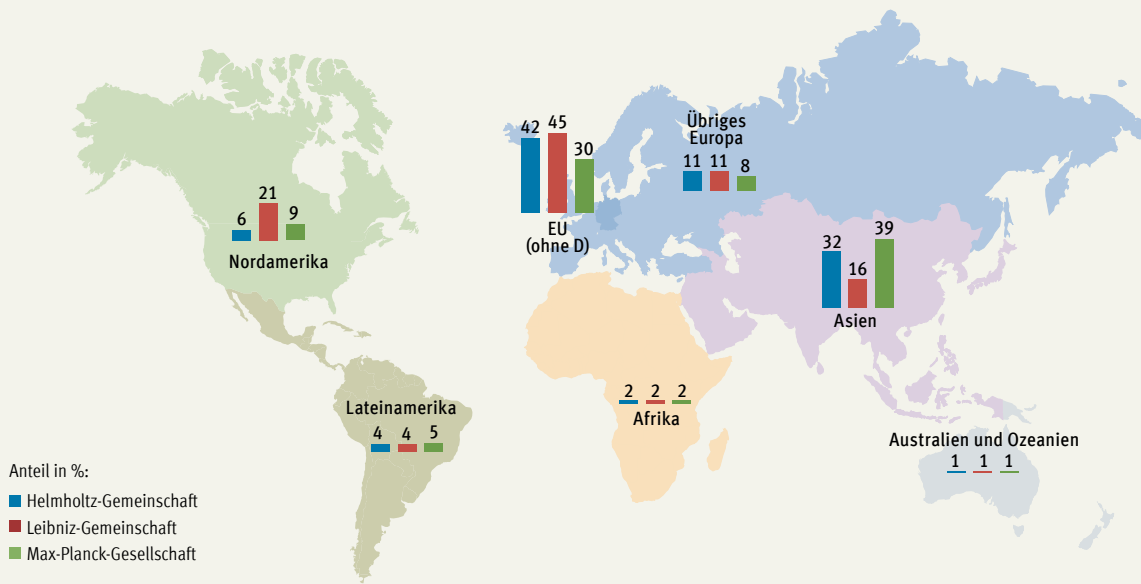 42 45 30
EU
(ohne D)
Übriges
Europa
11 11 8
6 21 9
Nordamerika
32 16 39
Asien
2 2 2
Afrika
Lateinamerika
4 4 5
Australien und Ozeanien
1 1 1
Anteil in %:
Helmholtz-Gemeinschaft
Leibniz-Gemeinschaft
Max-Planck-Gesellschaft